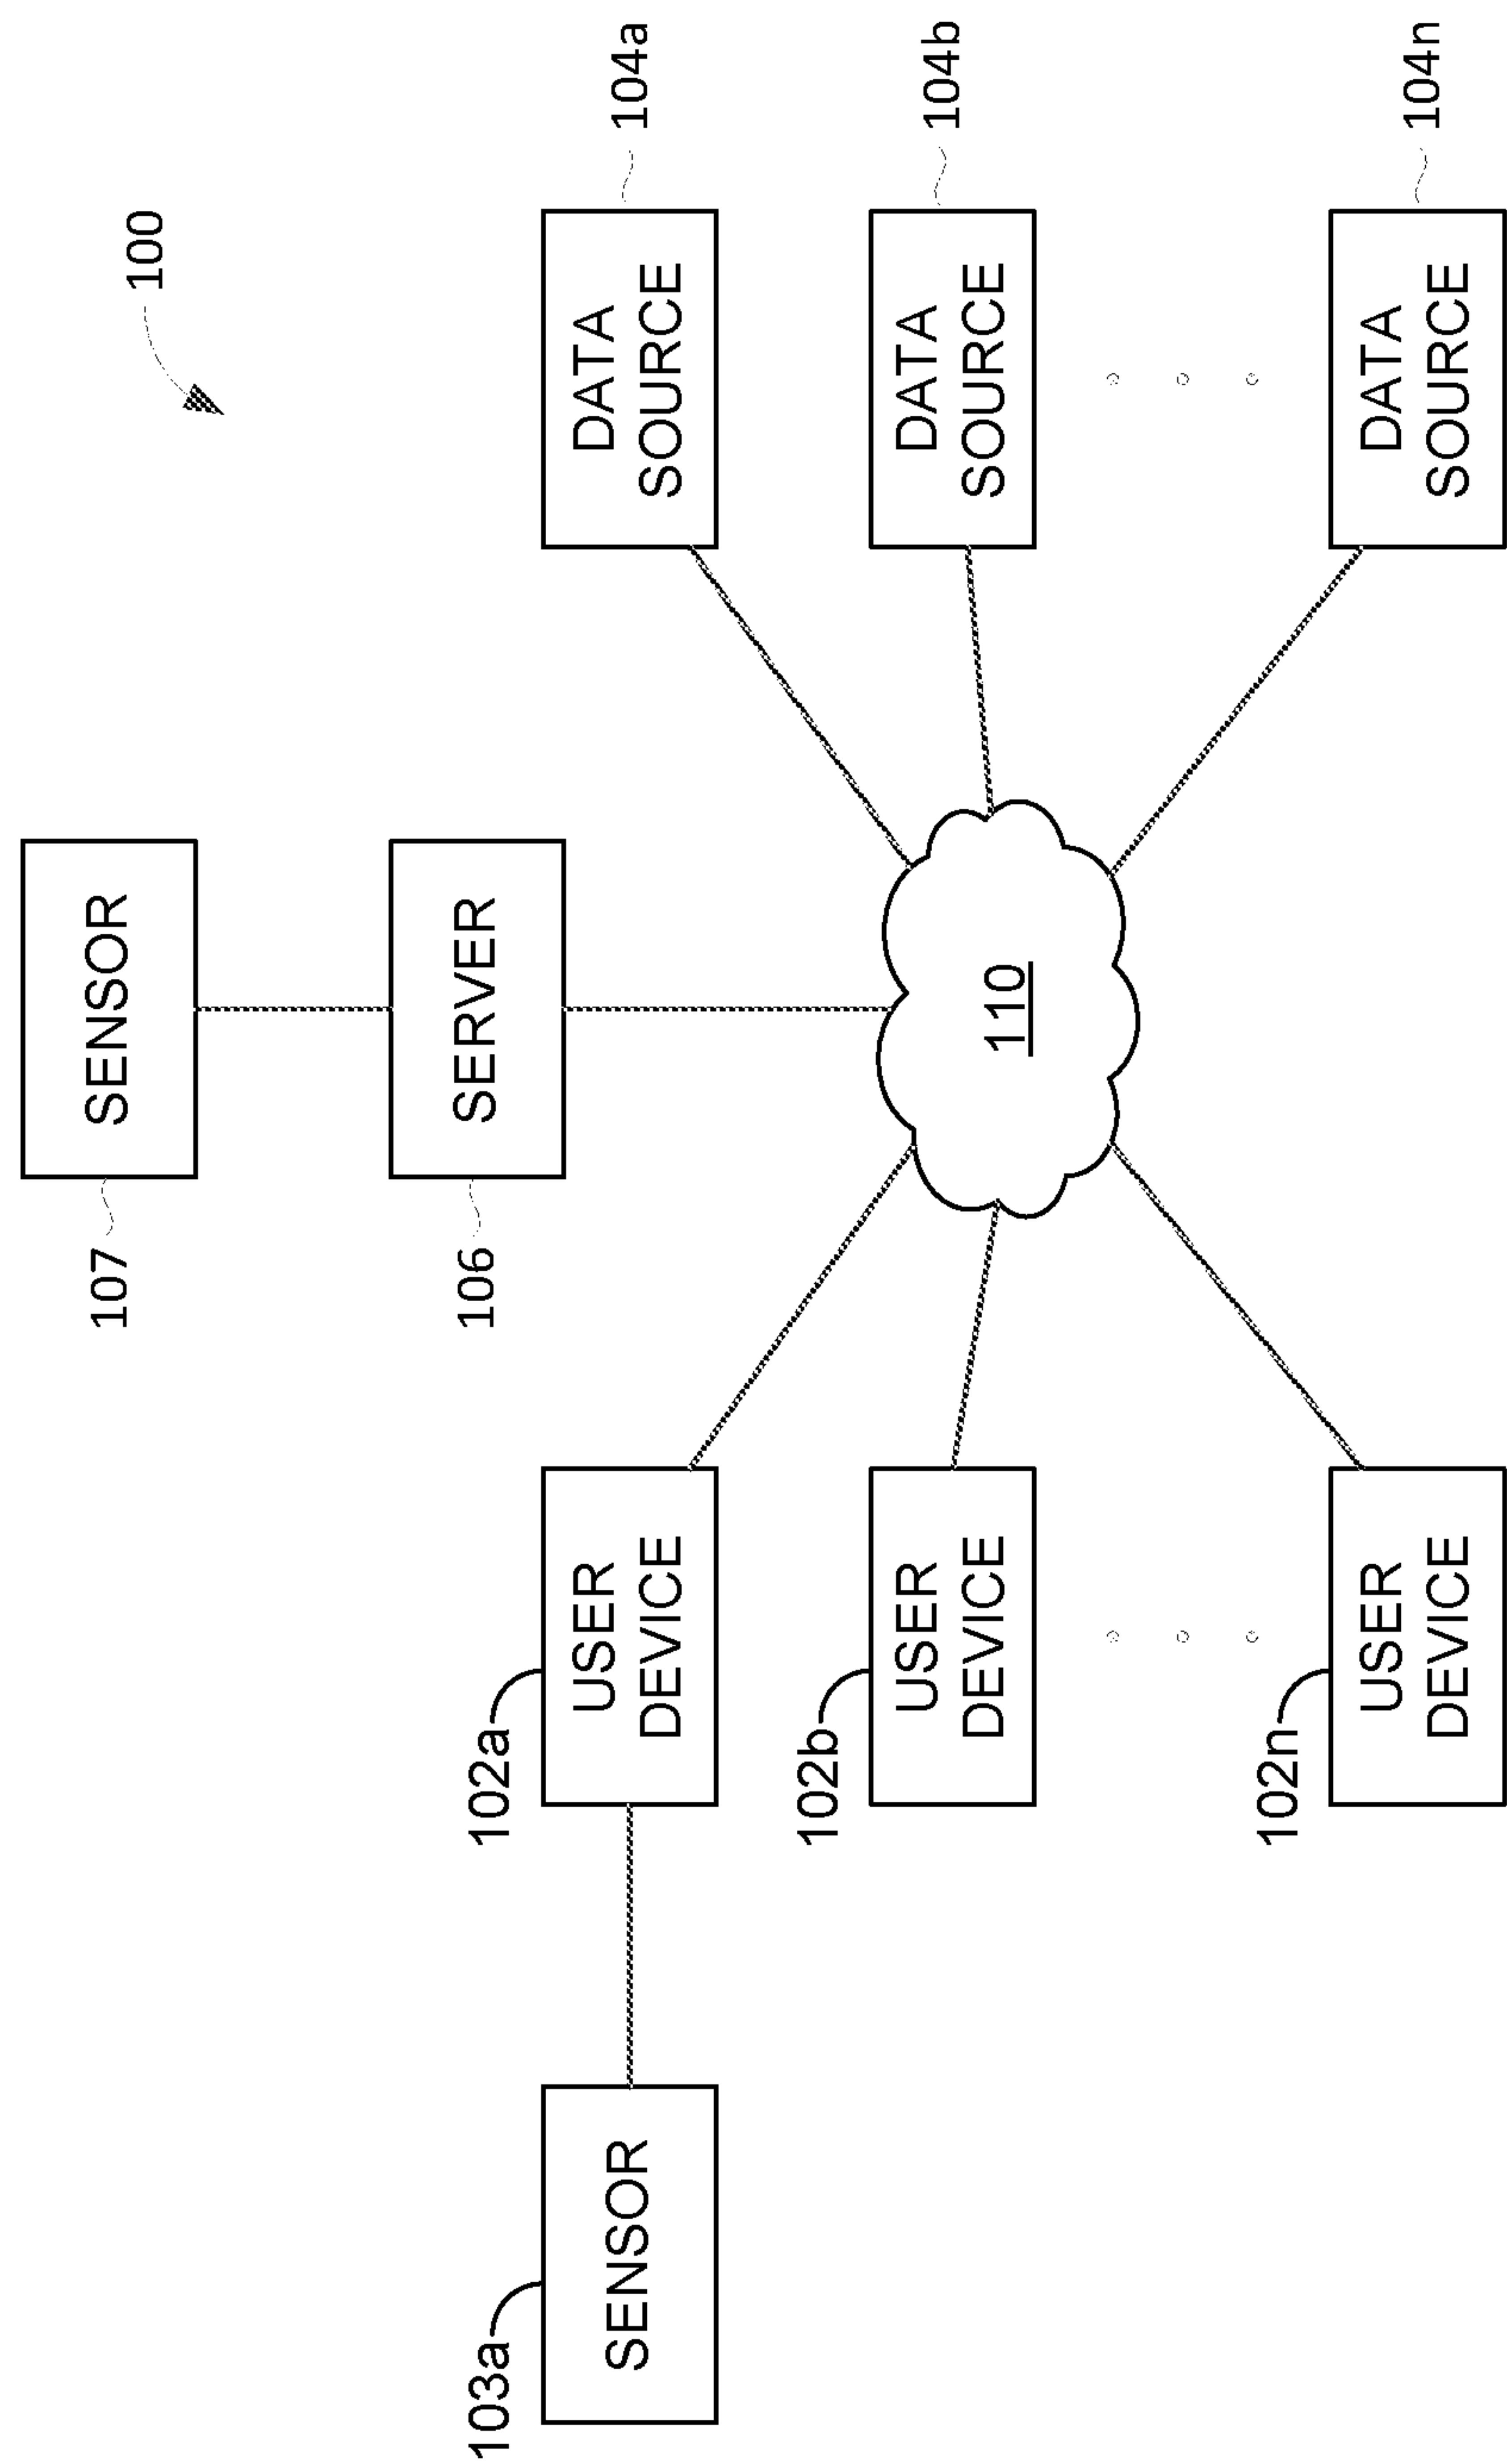 100
SENSOR
107
SERVER
106
103a
SENSOR
102a
USER
DEVICE
DATA
SOURCE
104a
110
102b
USER
DEVICE
DATA
SOURCE
104b
102n
USER
DEVICE
DATA
SOURCE
104n